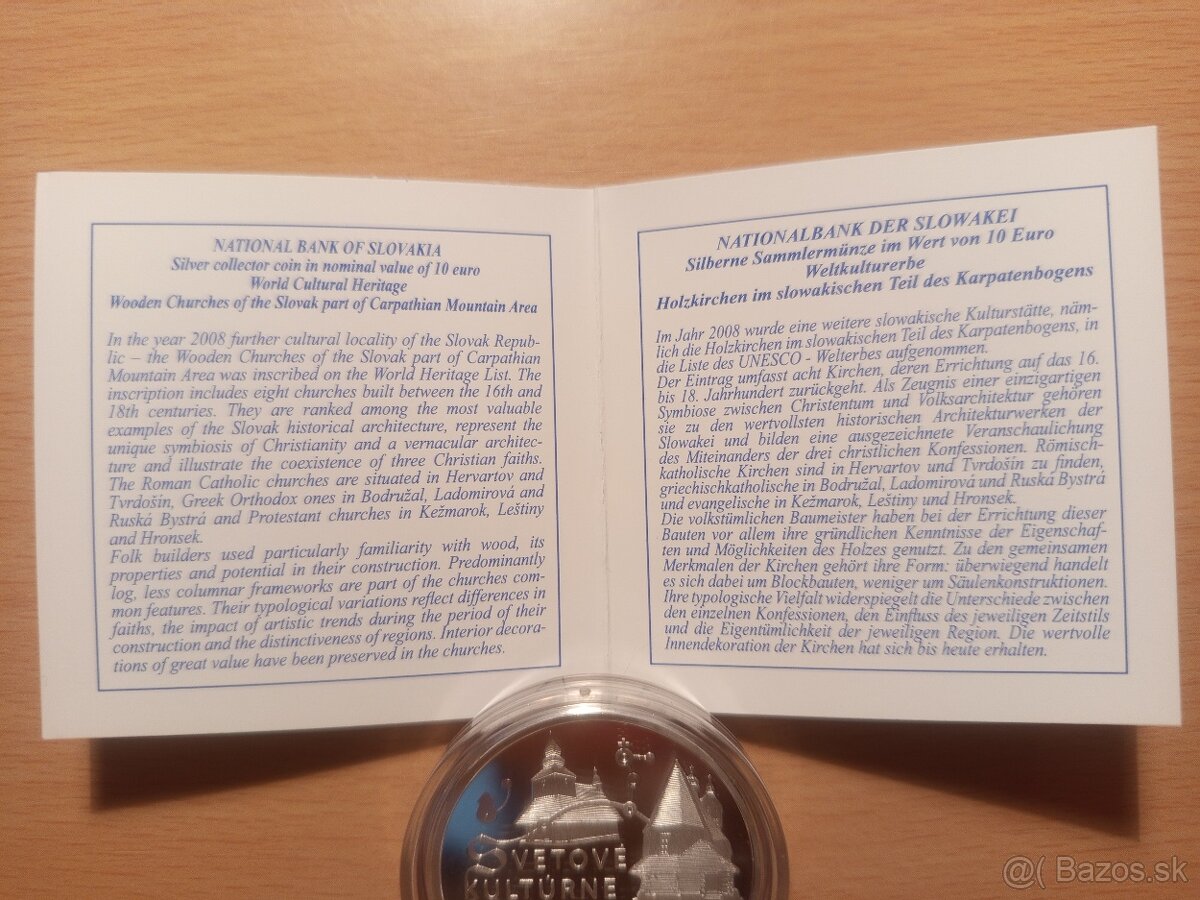 NATIONAL BANK OF SLOVAKIA
Silver collector coin in nominal value of 10 euro
World Cultural Heritage
Wooden Churches of the Slovak part of Carpathian Mountain Area
In the year 2008 further cultural locality of the Slovak Repub-
lic – the Wooden Churches of the Slovak part of Carpathian
Mountain Area was inscribed on the World Heritage List. The
inscription includes eight churches built between the 16th and
18th centuries. They are ranked among the most valuable
examples of the Slovak historical architecture, represent the
unique symbiosis of Christianity and a vernacular architec-
ture and illustrate the coexistence of three Christian faiths.
The Roman Catholic churches are situated in Hervartov and
Tvrdošín, Greek Orthodox ones in Bodružal, Ladomirová and
Ruská Bystrá and Protestant churches in Kežmarok, Leštiny
and Hronsek.
Folk builders used particularly familiarity with wood, its
properties and potential in their construction. Predominantly
log, less columnar frameworks are part of the churches com-
mon features. Their typological variations reflect differences in
faiths, the impact of artistic trends during the period of their
construction and the distinctiveness of regions. Interior decora-
tions of great value have been preserved in the churches.
NATIONALBANK DER SLOWAKEI
Silberne Sammlermünze im Wert von 10 Euro
Weltkulturerbe
Holzkirchen im slowakischen Teil des Karpatenbogens
Im Jahr 2008 wurde eine weitere slowakische Kulturstätte, näm-
lich die Holzkirchen im slowakischen Teil des Karpatenbogens, in
die Liste des UNESCO - Welterbes aufgenommen.
Der Eintrag umfasst acht Kirchen, deren Errichtung auf das 16.
bis 18. Jahrhundert zurückgeht. Als Zeugnis einer einzigartigen
Symbiose zwischen Christentum und Volksarchitektur gehören
sie zu den wertvollsten historischen Architekturwerken der
Slowakei und bilden eine ausgezeichnete Veranschaulichung
des Miteinanders der drei christlichen Konfessionen. Römisch-
katholische Kirchen sind in Hervartov und Tvrdošín zu finden,
griechischkatholische in Bodružal, Ladomirová und Ruská Bystrá
und evangelische in Kežmarok, Leštiny und Hronsek.
Die volkstümlichen Baumeister haben bei der Errichtung dieser
Bauten vor allem ihre gründlichen Kenntnisse der Eigenschaf-
ten und Möglichkeiten des Holzes genutzt. Zu den gemeinsamen
Merkmalen der Kirchen gehört ihre Form: überwiegend handelt
es sich dabei um Blockbauten, weniger um Säulenkonstruktionen.
Ihre typologische Vielfalt widerspiegelt die Unterschiede zwischen
den einzelnen Konfessionen, den Einfluss des jeweiligen Zeitstils
und die Eigentümlichkeit der jeweiligen Region. Die wertvolle
Innendekoration der Kirchen hat sich bis heute erhalten.
SVETOVÉ
KULTÚRNE
@( Bazos.sk